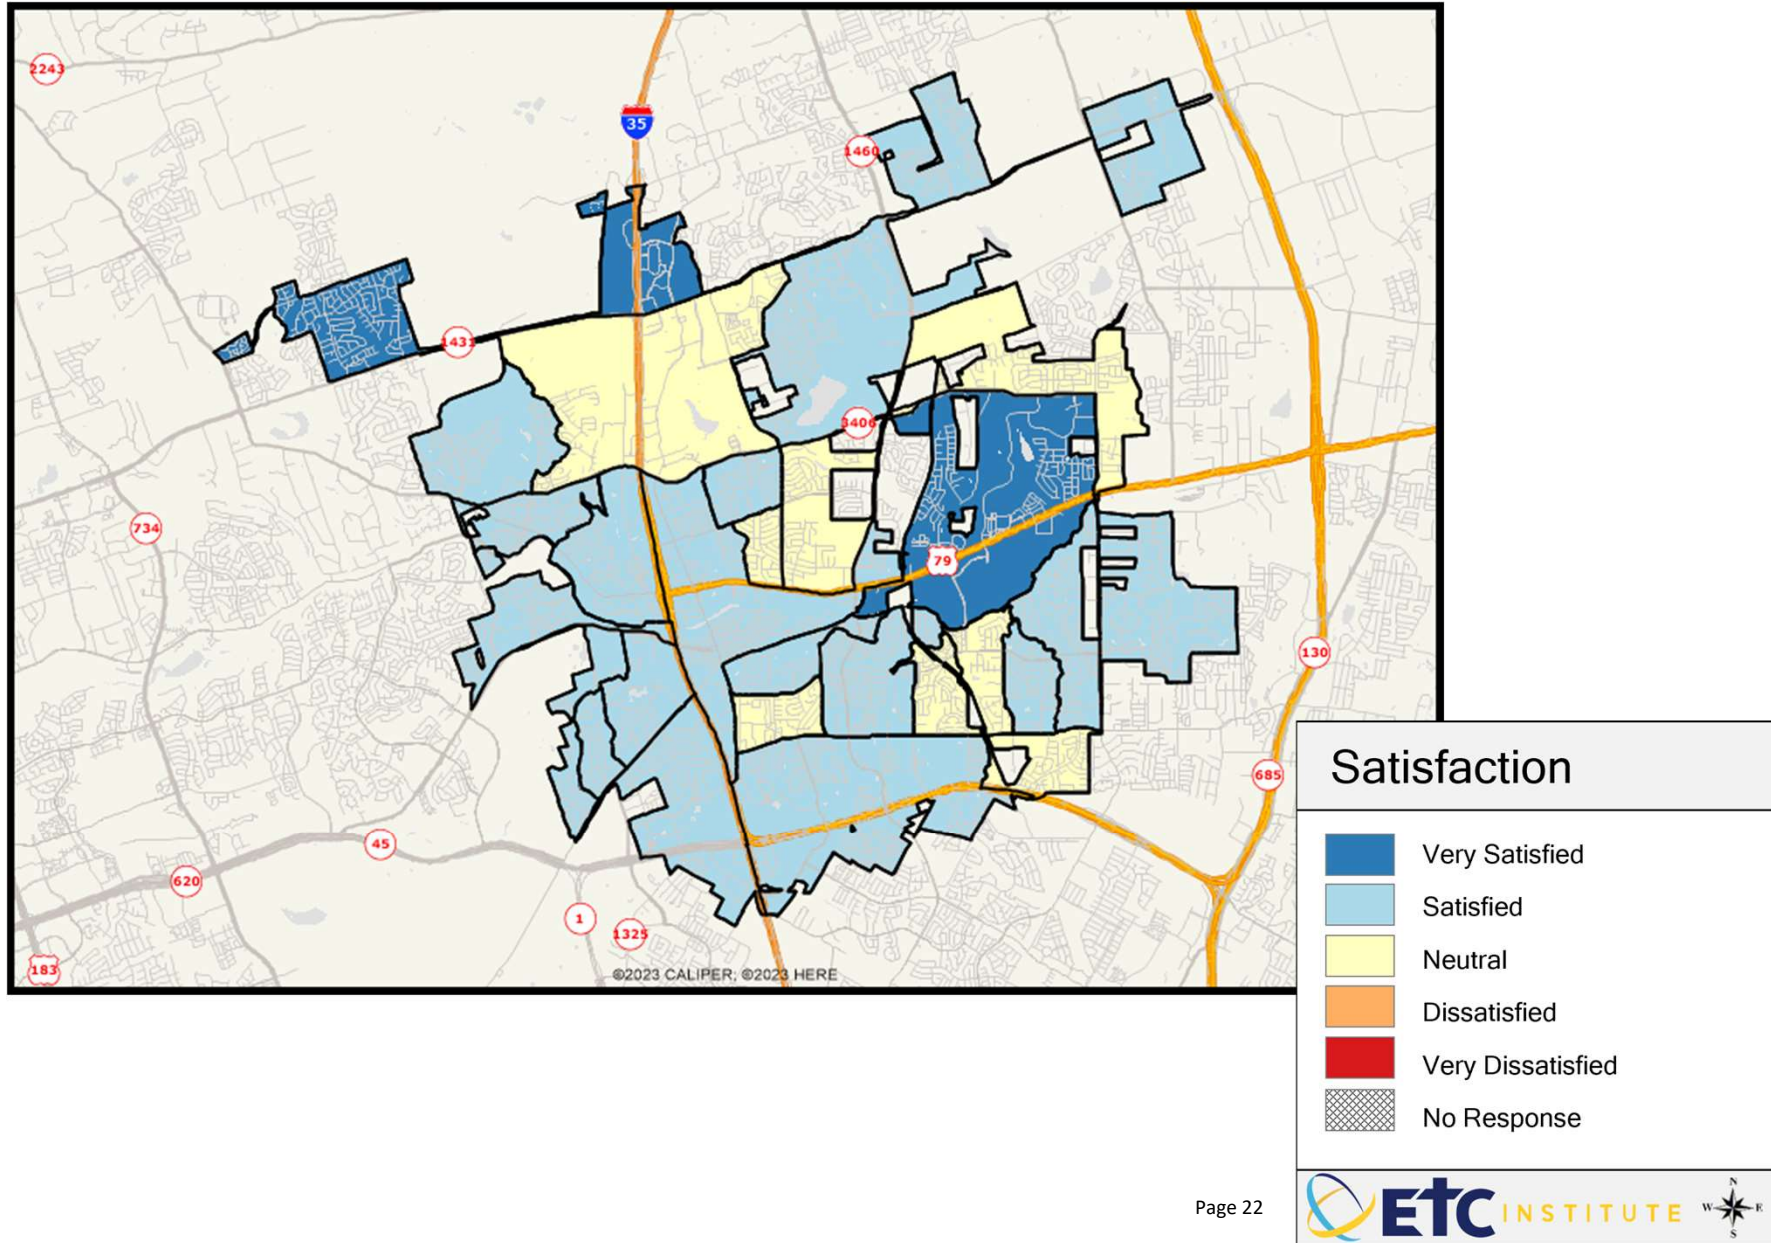 2243
35
1460
1431
3406
734
79
130
685
45
620
1
1325
183
©2023 CALIPER; ©2023 HERE
Satisfaction
Very Satisfied
Satisfied
Neutral
Dissatisfied
Very Dissatisfied
No Response
Page 22
ETC INSTITUTE
N
W E
S